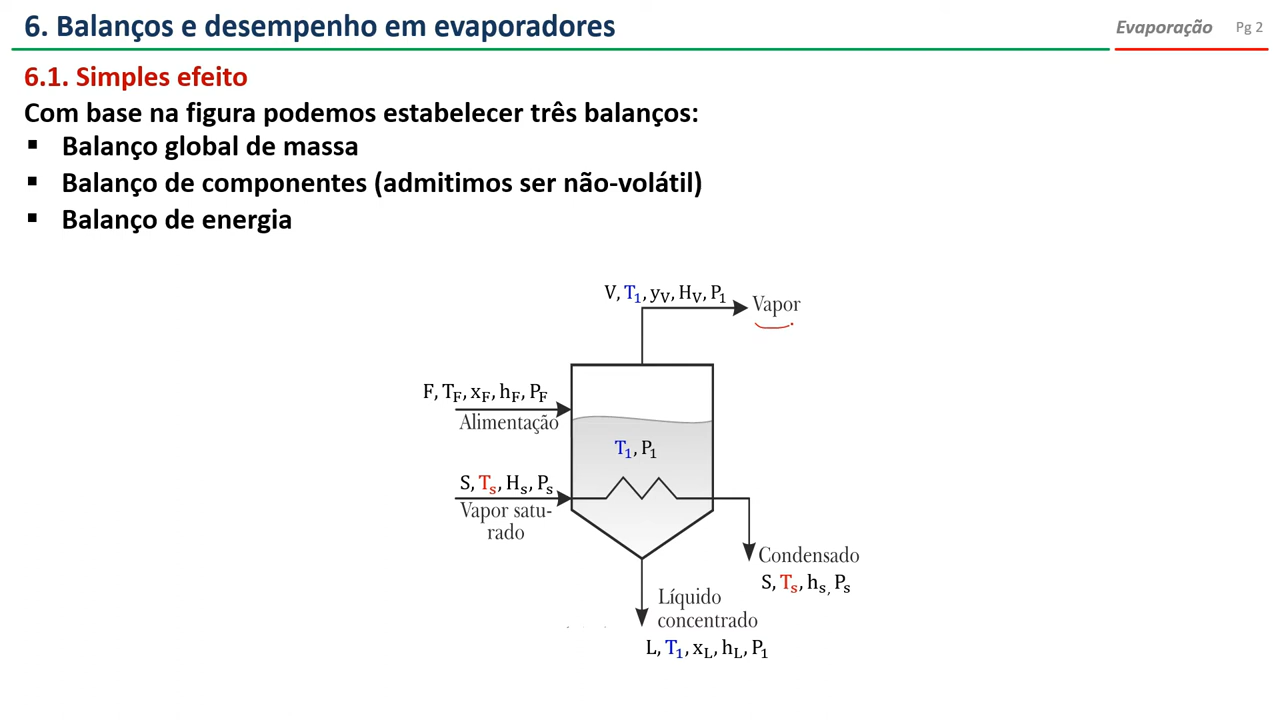 6. Balanços e desempenho em evaporadores
Evaporação Pg 2
6.1. Simples efeito
Com base na figura podemos estabelecer três balanços:
▪ Balanço global de massa
▪ Balanço de componentes (admitimos ser não-volátil)
▪ Balanço de energia
V, T₁, yV, HV, P₁
Vapor
F, TF, xF, hF, PF
Alimentação
T₁, P₁
S, Ts, Hs, Ps
Vapor satu-
rado
Condensado
S, Ts, hs, Ps
Líquido
concentrado
L, T₁, xL, hL, P₁